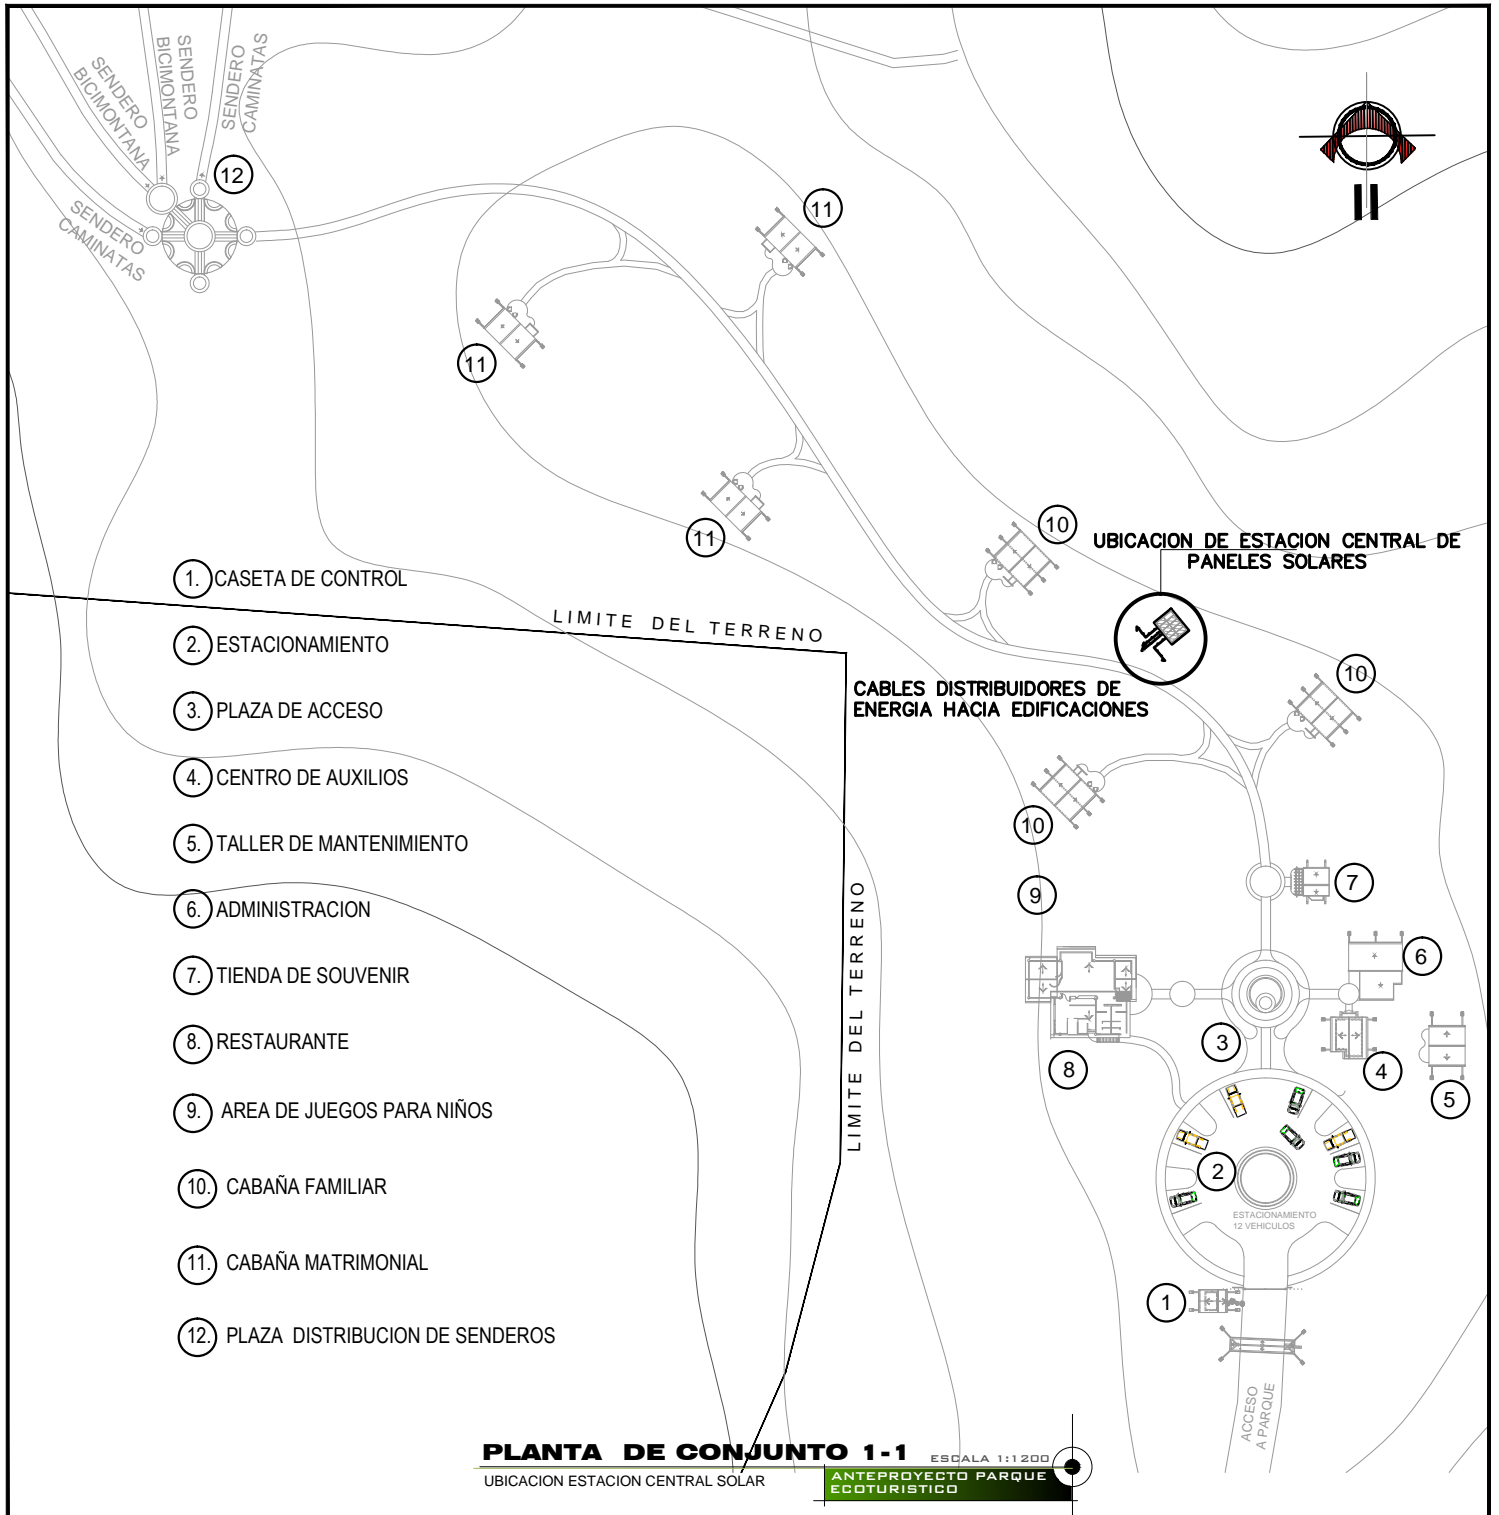 SENDERO
BICIMONTANA
SENDERO
BICIMONTANA
SENDERO
CAMINATAS
SENDERO
CAMINATAS
12
11
11
11
10
UBICACION DE ESTACION CENTRAL DE
PANELES SOLARES
1. CASETA DE CONTROL
2. ESTACIONAMIENTO
3. PLAZA DE ACCESO
4. CENTRO DE AUXILIOS
5. TALLER DE MANTENIMIENTO
6. ADMINISTRACION
7. TIENDA DE SOUVENIR
8. RESTAURANTE
9. AREA DE JUEGOS PARA NIÑOS
10. CABAÑA FAMILIAR
11. CABAÑA MATRIMONIAL
12. PLAZA DISTRIBUCION DE SENDEROS
LIMITE DEL TERRENO
CABLES DISTRIBUIDORES DE
ENERGIA HACIA EDIFICACIONES
LIMITE DEL TERRENO
10
10
9
7
6
3
8
4
5
2
ESTACIONAMIENTO
12 VEHICULOS
1
ACCESO
A PARQUE
PLANTA DE CONJUNTO 1-1
ESCALA 1:1200
UBICACION ESTACION CENTRAL SOLAR
ANTEPROYECTO PARQUE
ECOTURISTICO